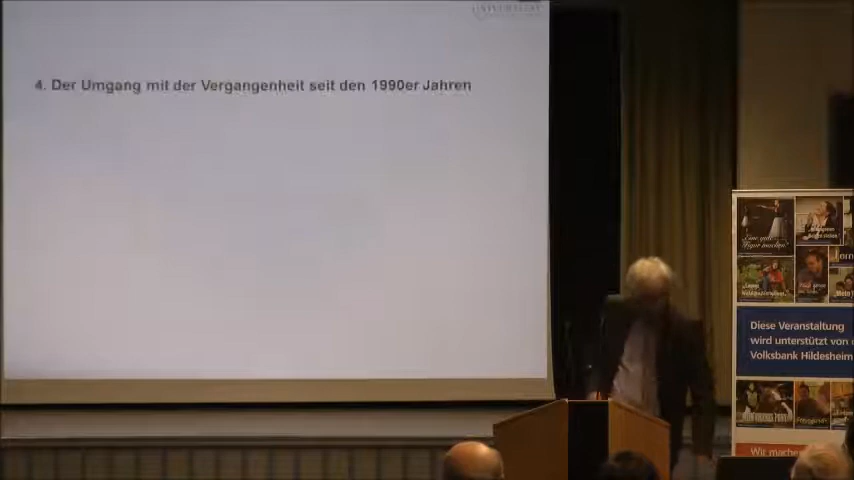 UNIVERSITÄT
4. Der Umgang mit der Vergangenheit seit den 1990er Jahren
Diese Veranstaltung
wird unterstützt von
Volksbank Hildesheim
Wir mache